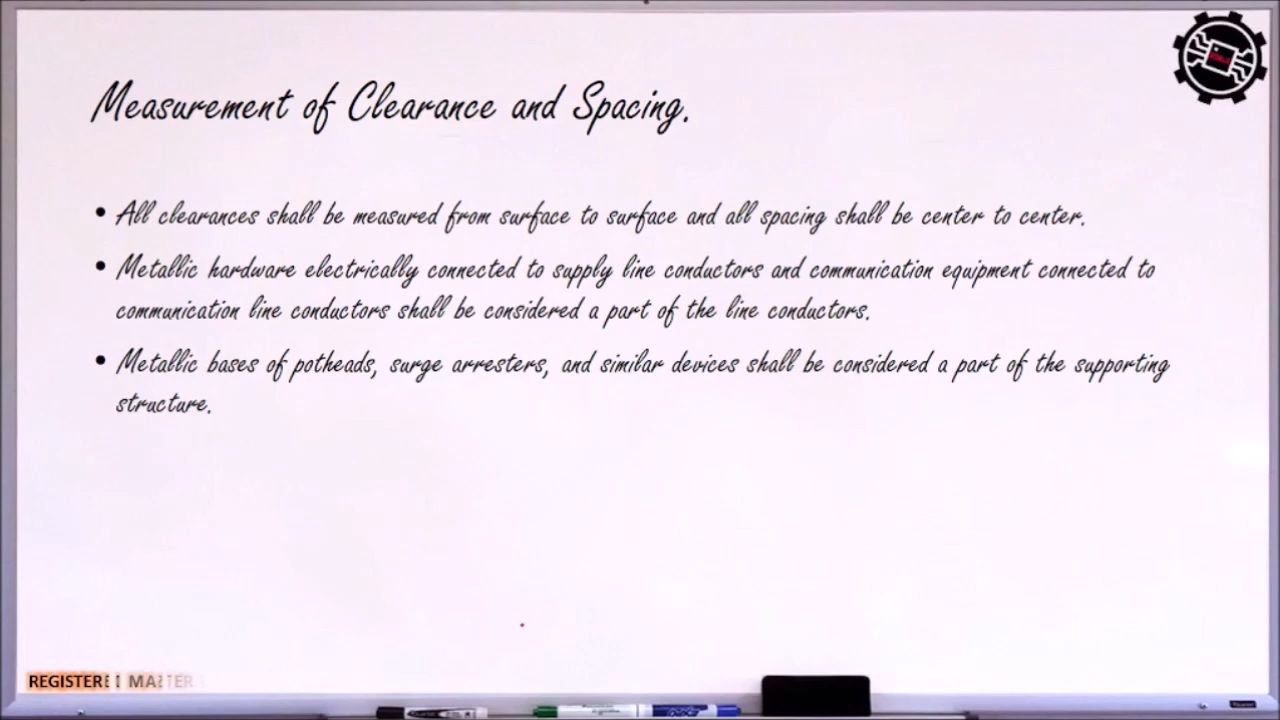 Measurement of Clearance and Spacing.
• All clearances shall be measured from surface to surface and all spacing shall be center to center.
• Metallic hardware electrically connected to supply line conductors and communication equipment connected to
communication line conductors shall be considered a part of the line conductors.
• Metallic bases of potheads, surge arresters, and similar devices shall be considered a part of the supporting
structure.